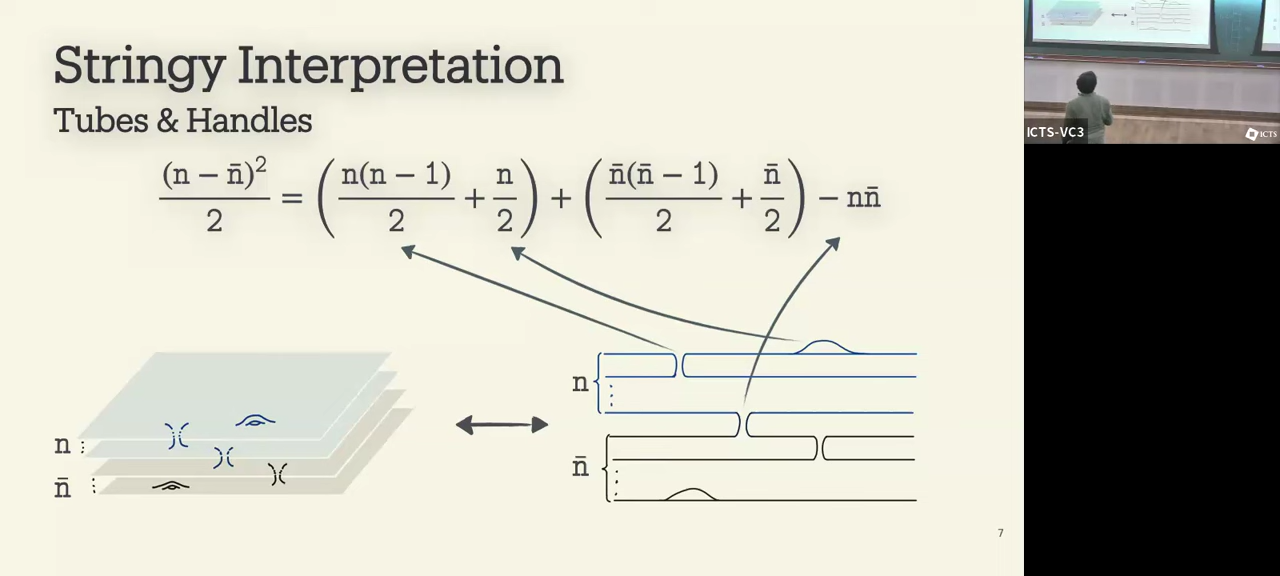 Stringy Interpretation
Tubes & Handles
(n − n̄)²/2 = (n(n − 1)/2 + n/2) + (n̄(n̄ − 1)/2 + n̄/2) − nn̄
n
n̄
n
n̄
7
ICTS-VC3
ICTS